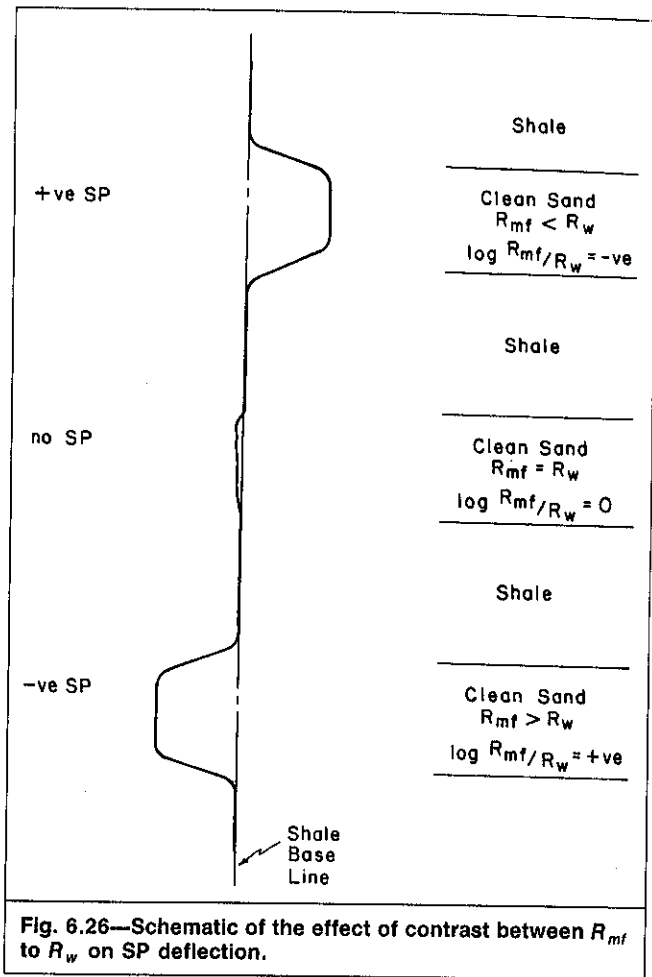 Shale
+ve SP
Clean Sand
Rmf < Rw
log Rmf/Rw = -ve
Shale
no SP
Clean Sand
Rmf = Rw
log Rmf/Rw = 0
Shale
-ve SP
Clean Sand
Rmf > Rw
log Rmf/Rw = +ve
Shale
Base
Line
Fig. 6.26—Schematic of the effect of contrast between Rmf
to Rw on SP deflection.